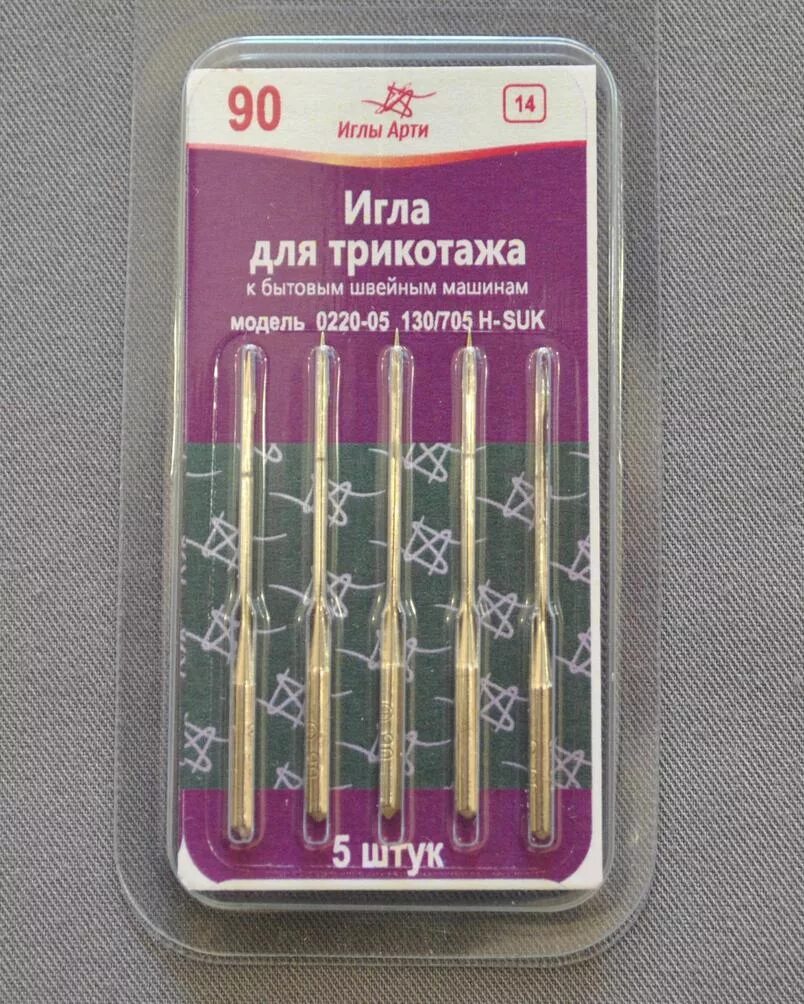 90
Иглы Арти
14
Игла
для трикотажа
к бытовым швейным машинам
модель 0220-05 130/705 H-SUK
5 штук